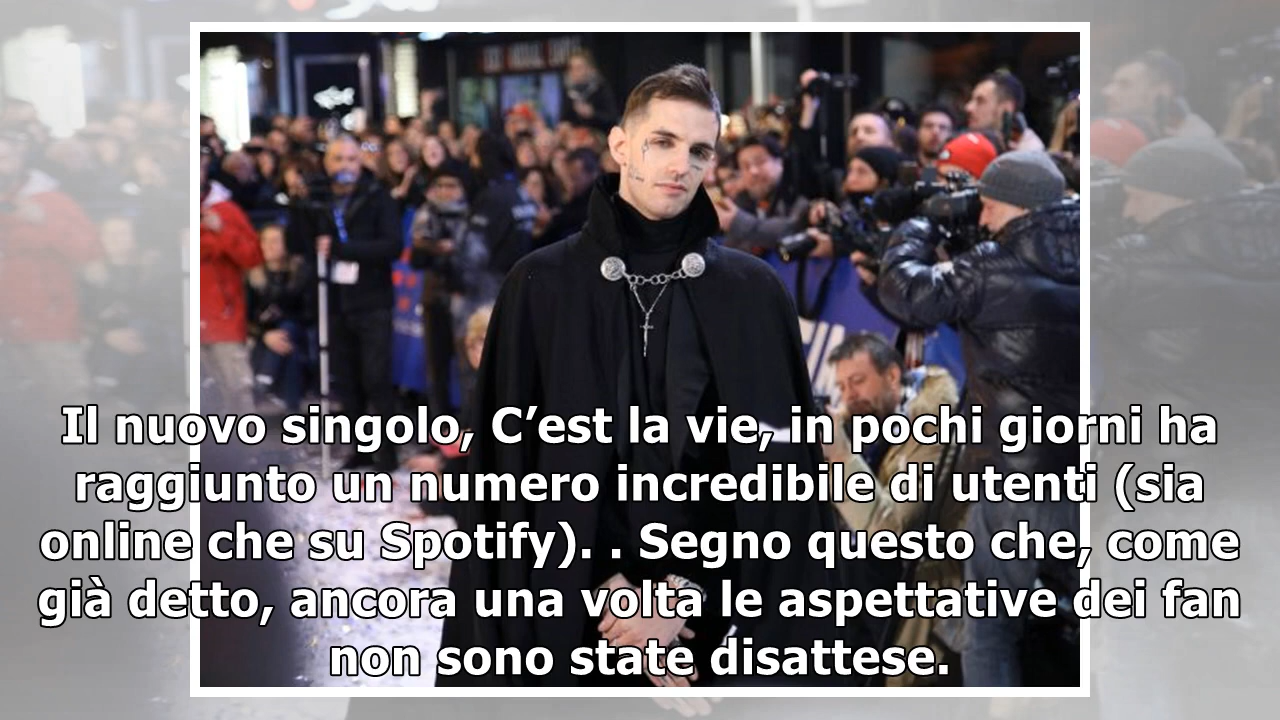 Il nuovo singolo, C’est la vie, in pochi giorni ha
raggiunto un numero incredibile di utenti (sia
online che su Spotify). . Segno questo che, come
già detto, ancora una volta le aspettative dei fan
non sono state disattese.